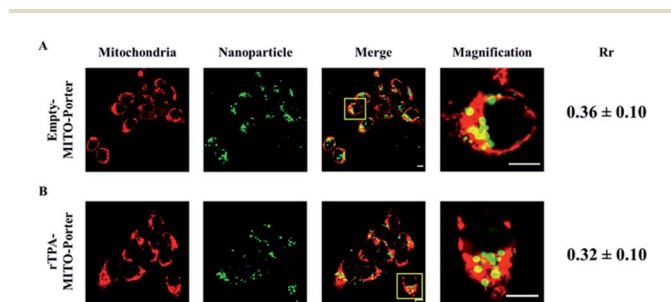 A
Mitochondria Nanoparticle Merge Magnification Rr
Empty-
MITO-Porter
0.36 ± 0.10
B
rTPA-
MITO-Porter
0.32 ± 0.10